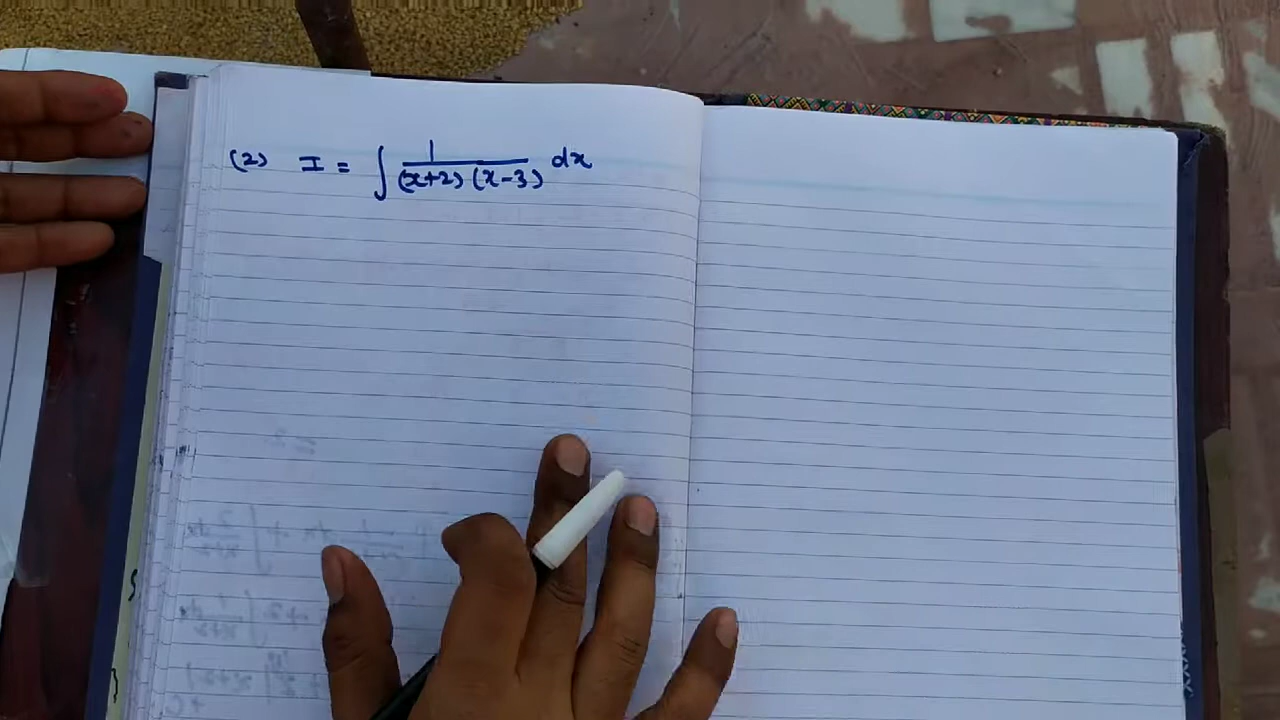 (2) I = ∫ 1/((x+2)(x-3)) dx